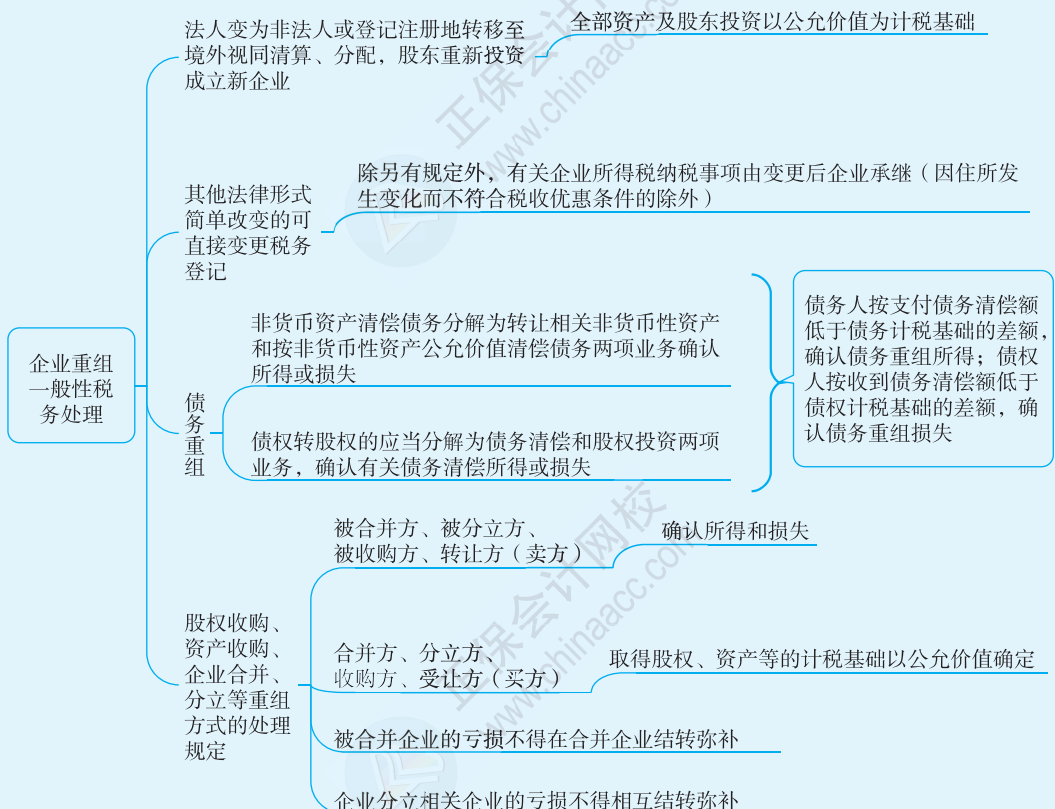 法人变为非法人或登记注册地转移至
境外视同清算、分配，股东重新投资
成立新企业
全部资产及股东投资以公允价值为计税基础
其他法律形式
简单改变的可
直接变更税务
登记
除另有规定外，有关企业所得税纳税事项由变更后企业承继（因住所发
生变化而不符合税收优惠条件的除外）
企业重组
一般性税
务处理
债务重组
非货币资产清偿债务分解为转让相关非货币性资产
和按非货币性资产公允价值清偿债务两项业务确认
所得或损失
债权转股权的应当分解为债务清偿和股权投资两项
业务，确认有关债务清偿所得或损失
债务人按支付债务清偿额
低于债务计税基础的差额，
确认债务重组所得；债权
人按收到债务清偿额低于
债权计税基础的差额，确
认债务重组损失
股权收购、
资产收购、
企业合并、
分立等重组
方式的处理
规定
被合并方、被分立方、
被收购方、转让方（卖方）
确认所得和损失
合并方、分立方、
收购方、受让方（买方）
取得股权、资产等的计税基础以公允价值确定
被合并企业的亏损不得在合并企业结转弥补
企业分立相关企业的亏损不得相互结转弥补
正保会计网校
www.chinaacc.com